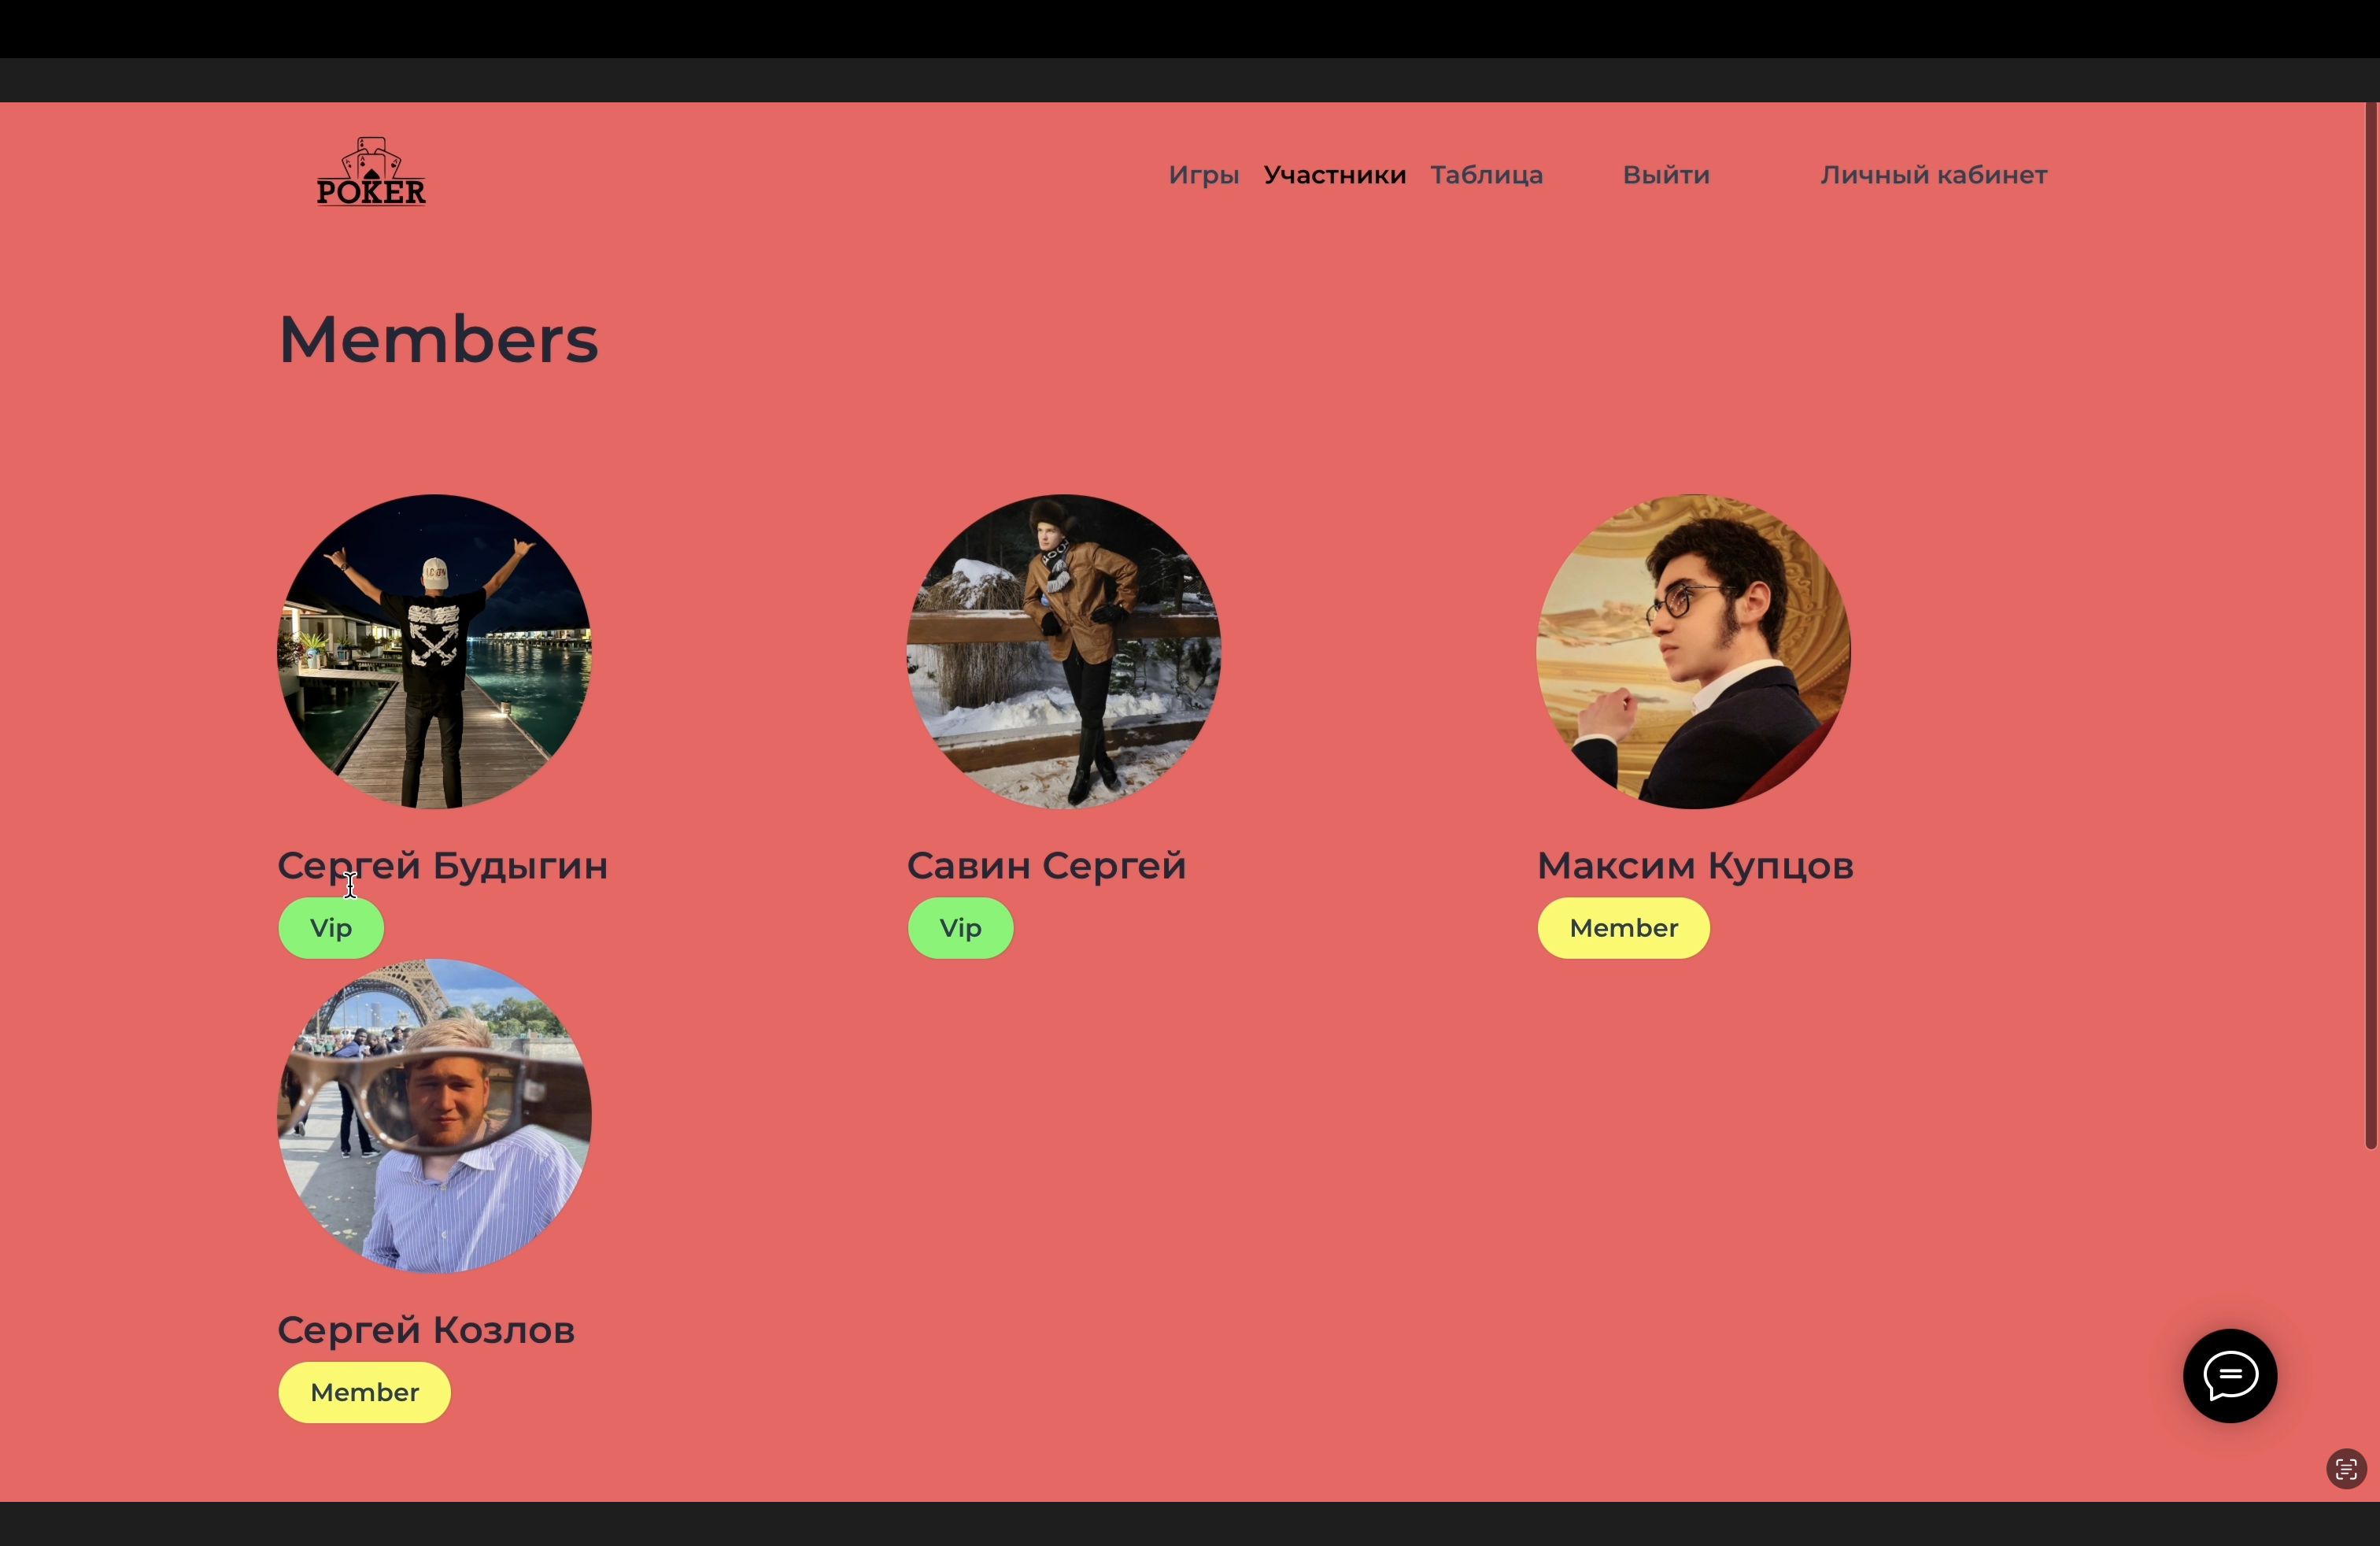 POKER
Игры Участники Таблица Выйти Личный кабинет
Members
Сергей Будыгин
Vip
Савин Сергей
Vip
Максим Купцов
Member
Сергей Козлов
Member